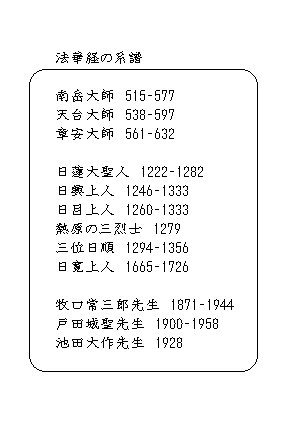 法華経の系譜
南岳大師 515-577
天台大師 538-597
章安大師 561-632
日蓮大聖人 1222-1282
日興上人 1246-1333
日目上人 1260-1333
熱原の三烈士 1279
三位日順 1294-1356
日寛上人 1665-1726
牧口常三郎先生 1871-1944
戸田城聖先生 1900-1958
池田大作先生 1928